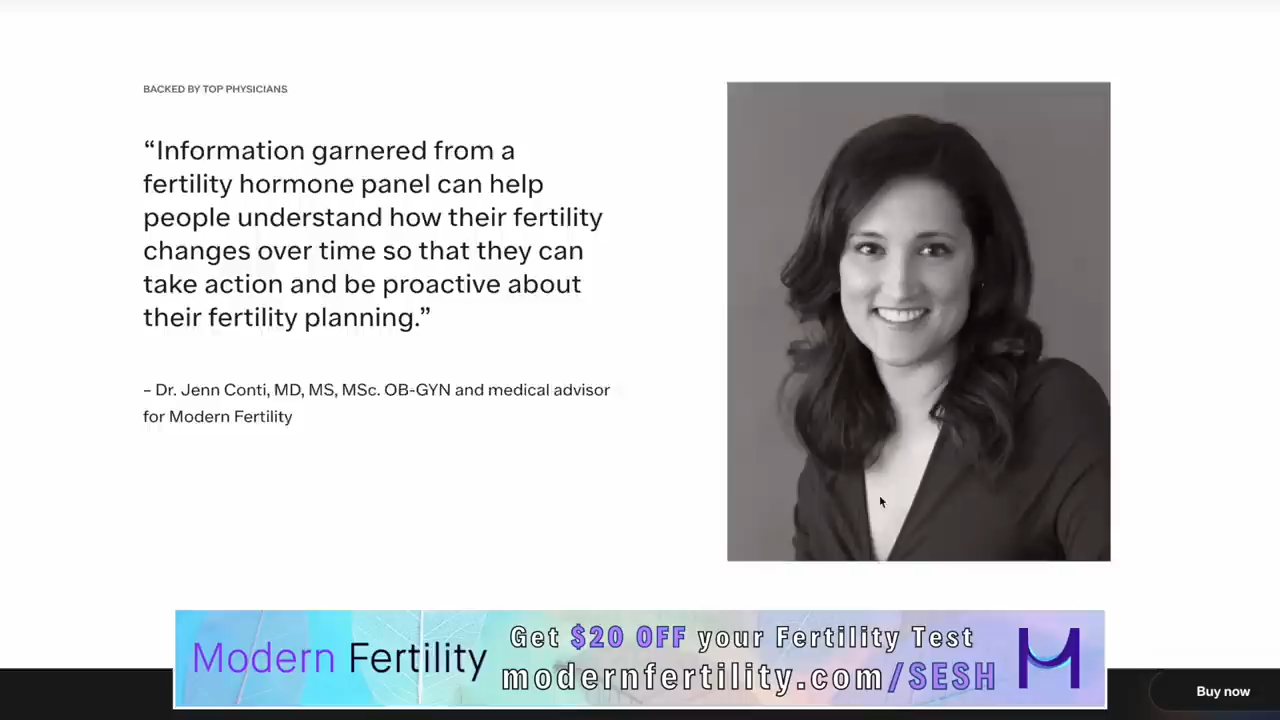 BACKED BY TOP PHYSICIANS
“Information garnered from a
fertility hormone panel can help
people understand how their fertility
changes over time so that they can
take action and be proactive about
their fertility planning.”
– Dr. Jenn Conti, MD, MS, MSc. OB-GYN and medical advisor
for Modern Fertility
Modern Fertility
Get $20 OFF your Fertility Test
modernfertility.com/SESH
Buy now